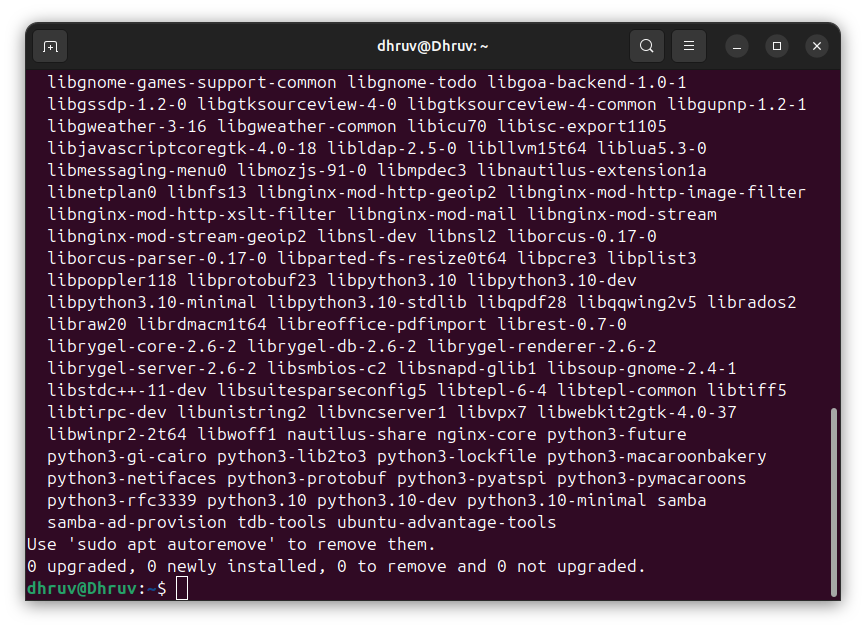 dhruv@Dhruv: ~
libgnome-games-support-common libgnome-todo libgoa-backend-1.0-1
libgssdp-1.2-0 libgtksourceview-4-0 libgtksourceview-4-common libgupnp-1.2-1
libgweather-3-16 libgweather-common libicu70 libisc-export1105
libjavascriptcoregtk-4.0-18 libldap-2.5-0 libllvm15t64 liblua5.3-0
libmessaging-menu0 libmozjs-91-0 libmpdec3 libnautilus-extension1a
libnetplan0 libnfs13 libnginx-mod-http-geoip2 libnginx-mod-http-image-filter
libnginx-mod-http-xslt-filter libnginx-mod-mail libnginx-mod-stream
libnginx-mod-stream-geoip2 libnsl-dev libnsl2 liborcus-0.17-0
liborcus-parser-0.17-0 libparted-fs-resize0t64 libpcre3 libplist3
libpoppler118 libprotobuf23 libpython3.10 libpython3.10-dev
libpython3.10-minimal libpython3.10-stdlib libqpdf28 libqqwing2v5 librados2
libraw20 librdmacm1t64 libreoffice-pdfimport librest-0.7-0
librygel-core-2.6-2 librygel-db-2.6-2 librygel-renderer-2.6-2
librygel-server-2.6-2 libsmbios-c2 libsnapd-glib1 libsoup-gnome-2.4-1
libstdc++-11-dev libsuitesparseconfig5 libtepl-6-4 libtepl-common libtiff5
libtirpc-dev libunistring2 libvncserver1 libvpx7 libwebkit2gtk-4.0-37
libwinpr2-2t64 libwoff1 nautilus-share nginx-core python3-future
python3-gi-cairo python3-lib2to3 python3-lockfile python3-macaroonbakery
python3-netifaces python3-protobuf python3-pyatspi python3-pymacaroons
python3-rfc3339 python3.10 python3.10-dev python3.10-minimal samba
samba-ad-provision tdb-tools ubuntu-advantage-tools
Use 'sudo apt autoremove' to remove them.
0 upgraded, 0 newly installed, 0 to remove and 0 not upgraded.
dhruv@Dhruv:~$